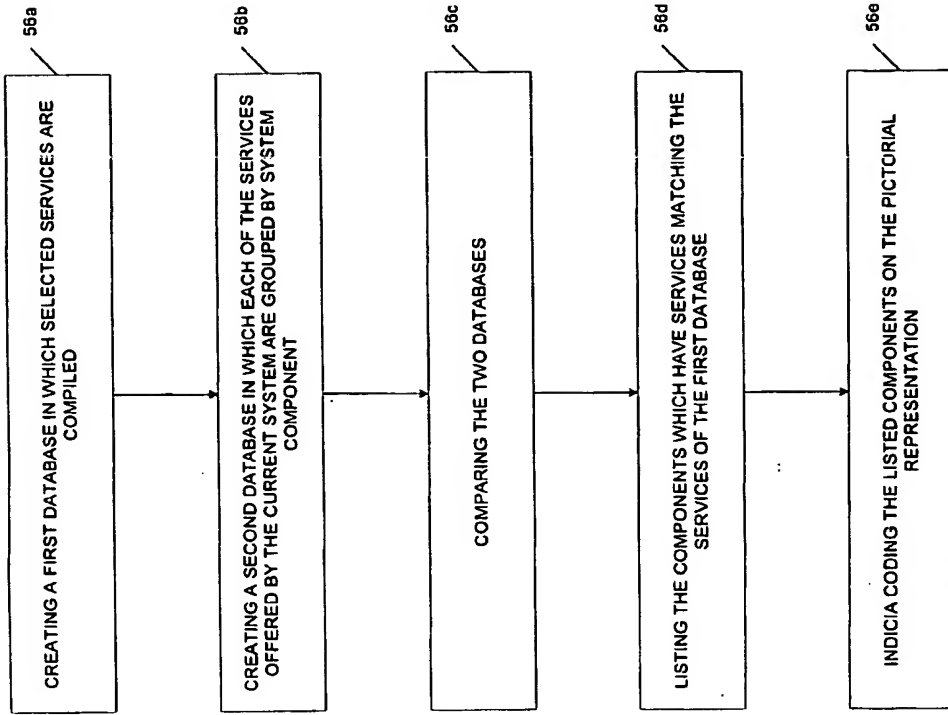 56a
CREATING A FIRST DATABASE IN WHICH SELECTED SERVICES ARE
COMPILED
56b
CREATING A SECOND DATABASE IN WHICH EACH OF THE SERVICES
OFFERED BY THE CURRENT SYSTEM ARE GROUPED BY SYSTEM
COMPONENT
56c
COMPARING THE TWO DATABASES
56d
LISTING THE COMPONENTS WHICH HAVE SERVICES MATCHING THE
SERVICES OF THE FIRST DATABASE
56e
INDICIA CODING THE LISTED COMPONENTS ON THE PICTORIAL
REPRESENTATION